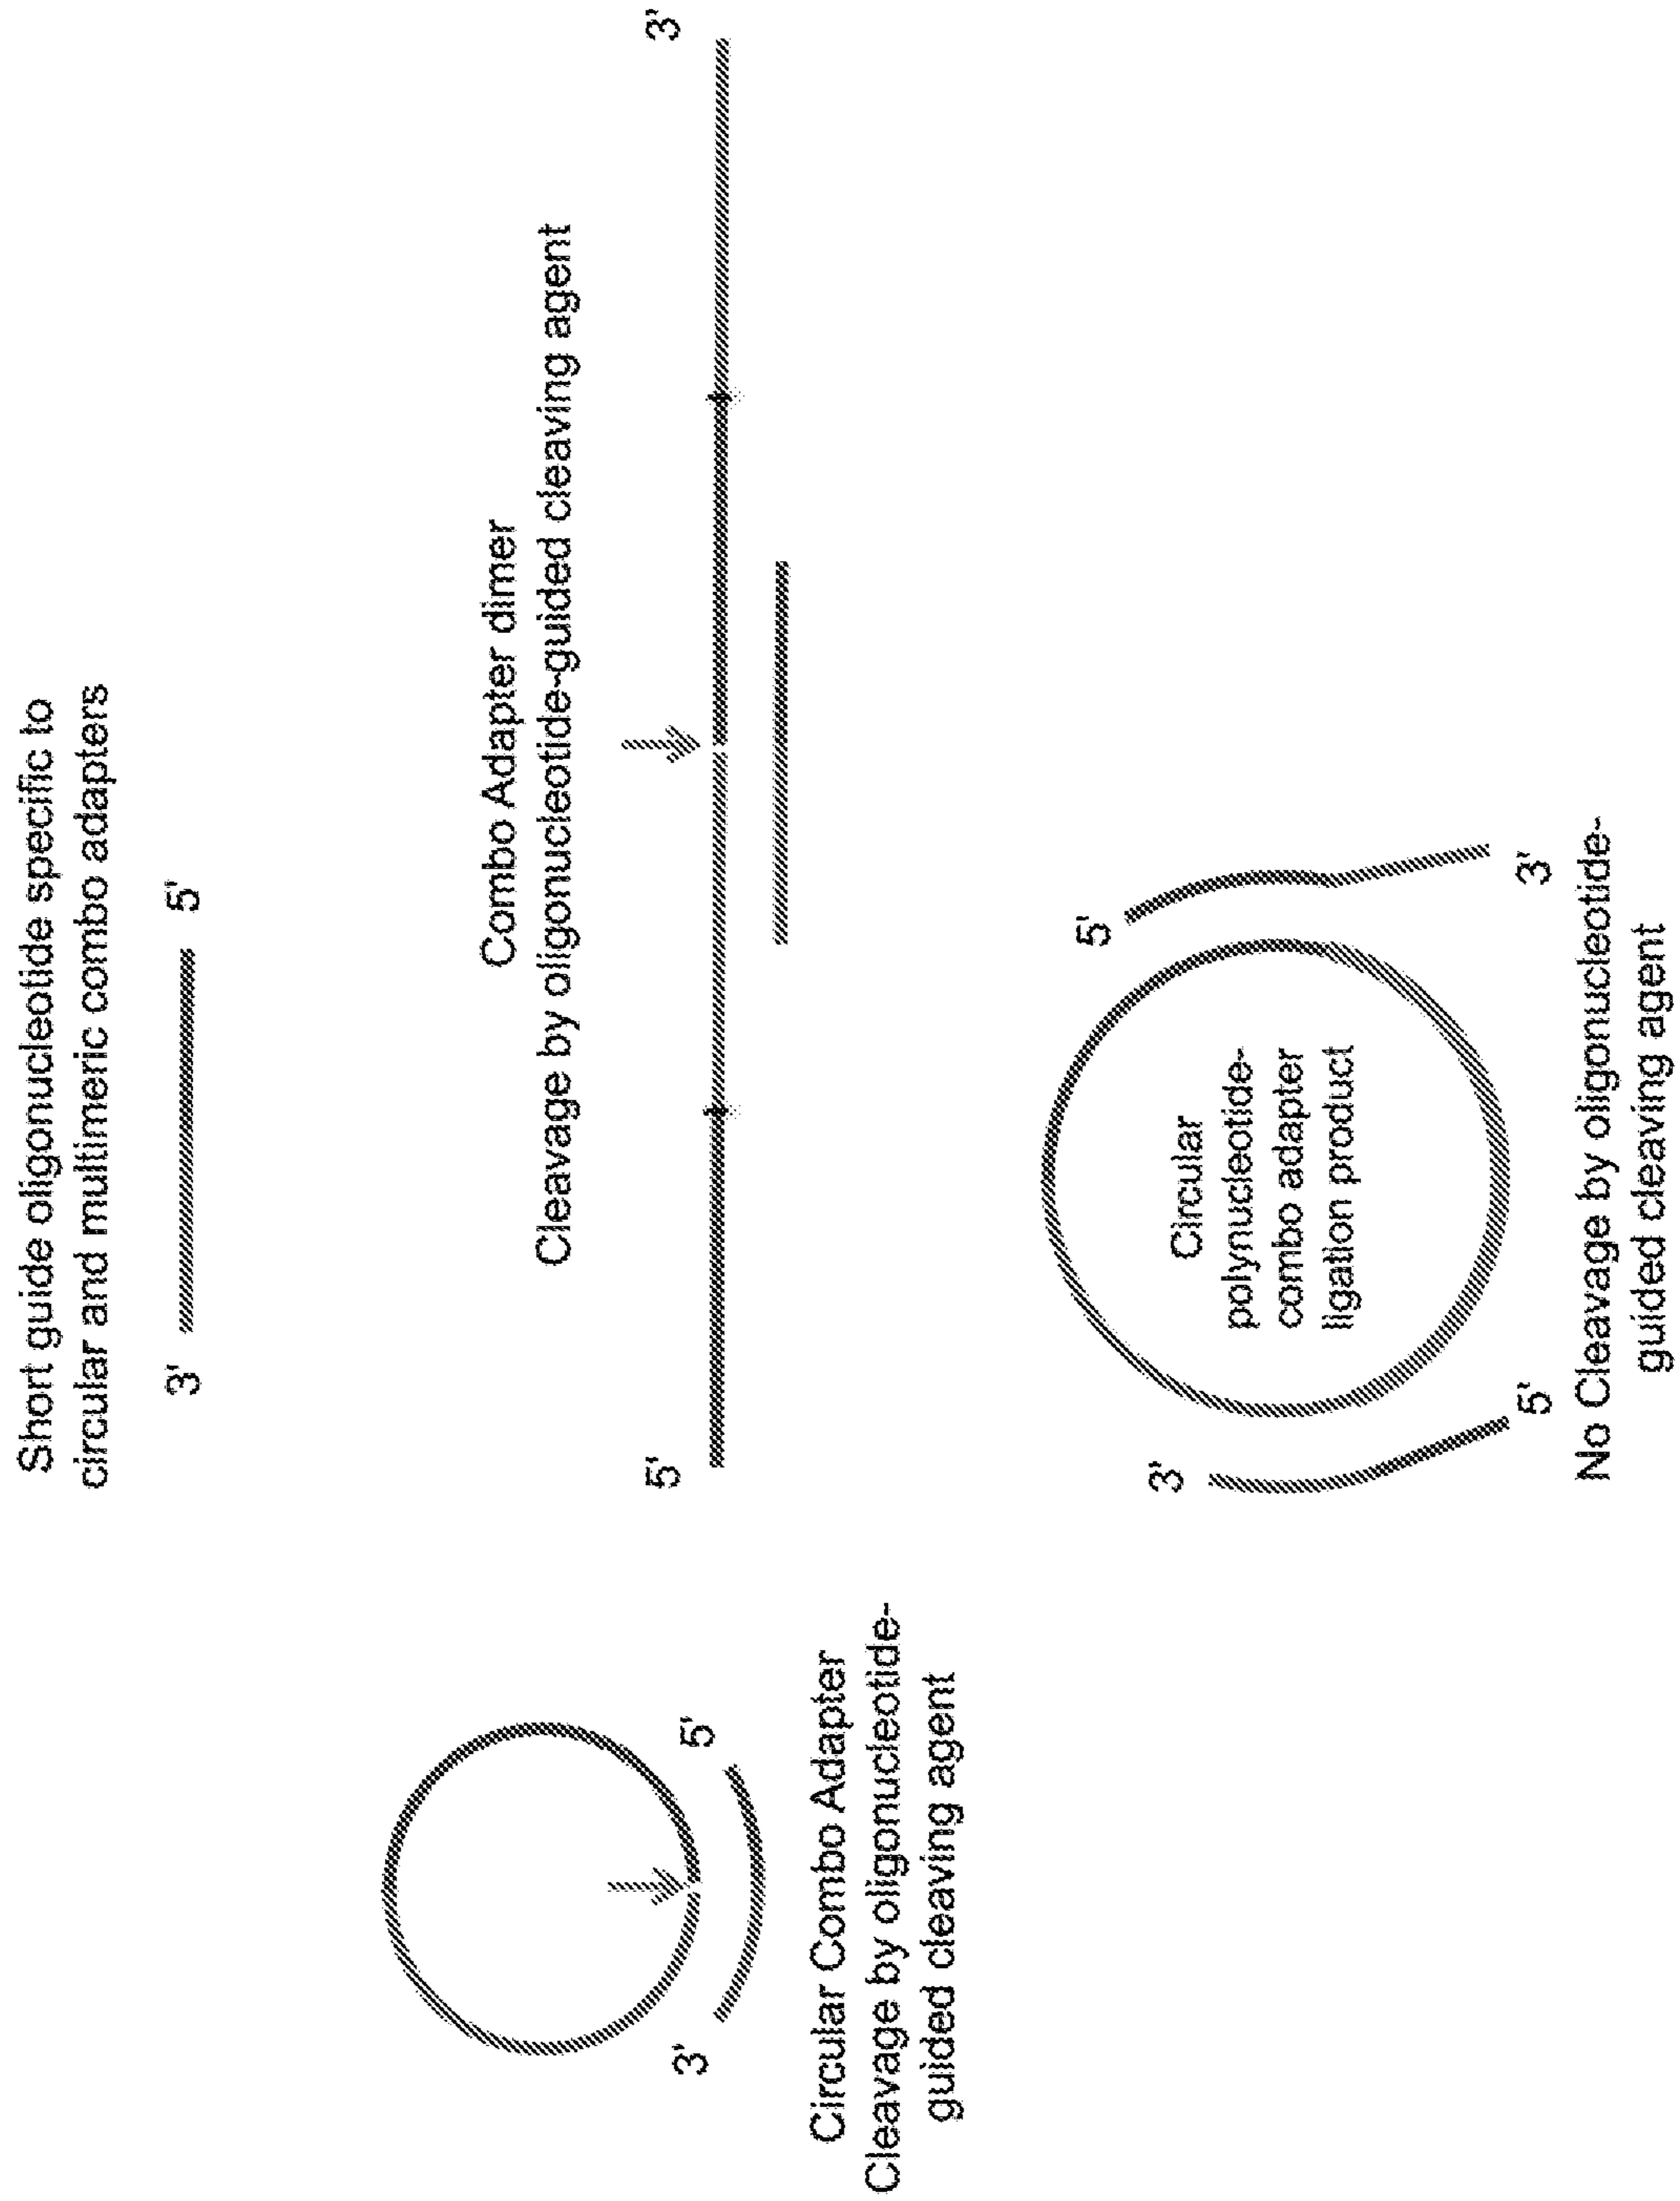 Short guide oligonucleotide specific to
circular and multimeric combo adapters
3' 5'
Circular Combo Adapter
Cleavage by oligonucleotide-
guided cleaving agent
3' 5'
Combo Adapter dimer
Cleavage by oligonucleotide-guided cleaving agent
5' 3'
Circular
polynucleotide-
combo adapter
ligation product
3' 5'
5' 3'
No Cleavage by oligonucleotide-
guided cleaving agent